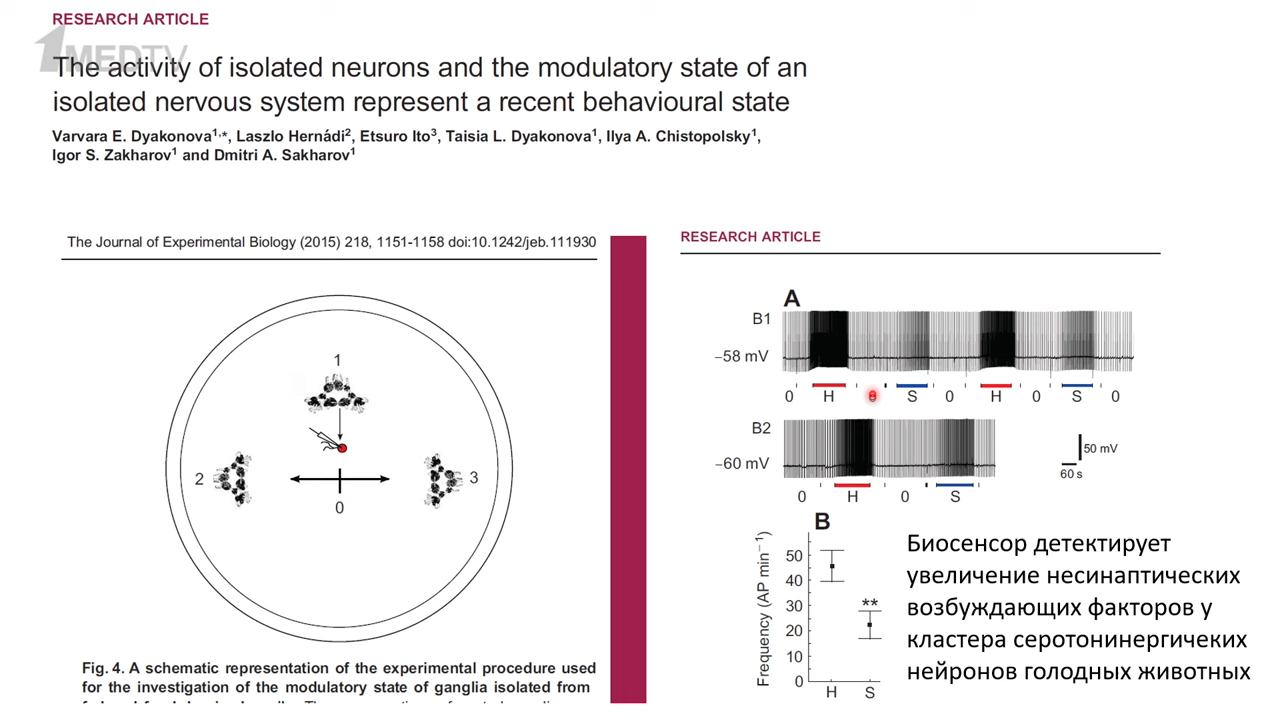 RESEARCH ARTICLE
1MEDTV
The activity of isolated neurons and the modulatory state of an
isolated nervous system represent a recent behavioural state
Varvara E. Dyakonova1,*, Laszlo Hernádi2, Etsuro Ito3, Taisia L. Dyakonova1, Ilya A. Chistopolsky1,
Igor S. Zakharov1 and Dmitri A. Sakharov1
The Journal of Experimental Biology (2015) 218, 1151-1158 doi:10.1242/jeb.111930
1
2
3
0
Fig. 4. A schematic representation of the experimental procedure used
for the investigation of the modulatory state of ganglia isolated from
RESEARCH ARTICLE
A
B1
–58 mV
0 H S 0 H 0 S 0
B2
–60 mV
50 mV
60 s
0 H 0 S
B
Frequency (AP min–1)
50
40
30
20
10
0
**
H S
Биосенсор детектирует
увеличение несинаптических
возбуждающих факторов у
кластера серотонинергичеких
нейронов голодных животных